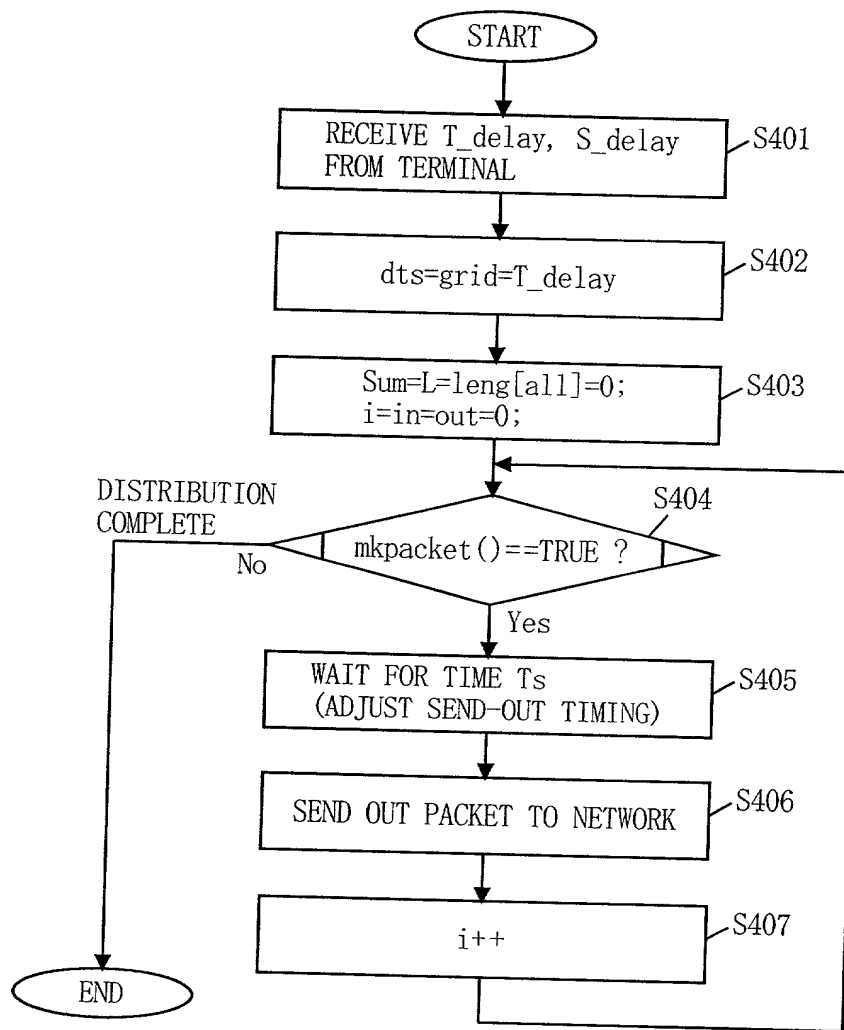 START
RECEIVE T_delay, S_delay
FROM TERMINAL
S401
dts=grid=T_delay
S402
Sum=L=leng[all]=0;
i=in=out=0;
S403
DISTRIBUTION
COMPLETE
No
mkpacket()==TRUE ?
S404
Yes
WAIT FOR TIME Ts
(ADJUST SEND-OUT TIMING)
S405
SEND OUT PACKET TO NETWORK
S406
i++
S407
END